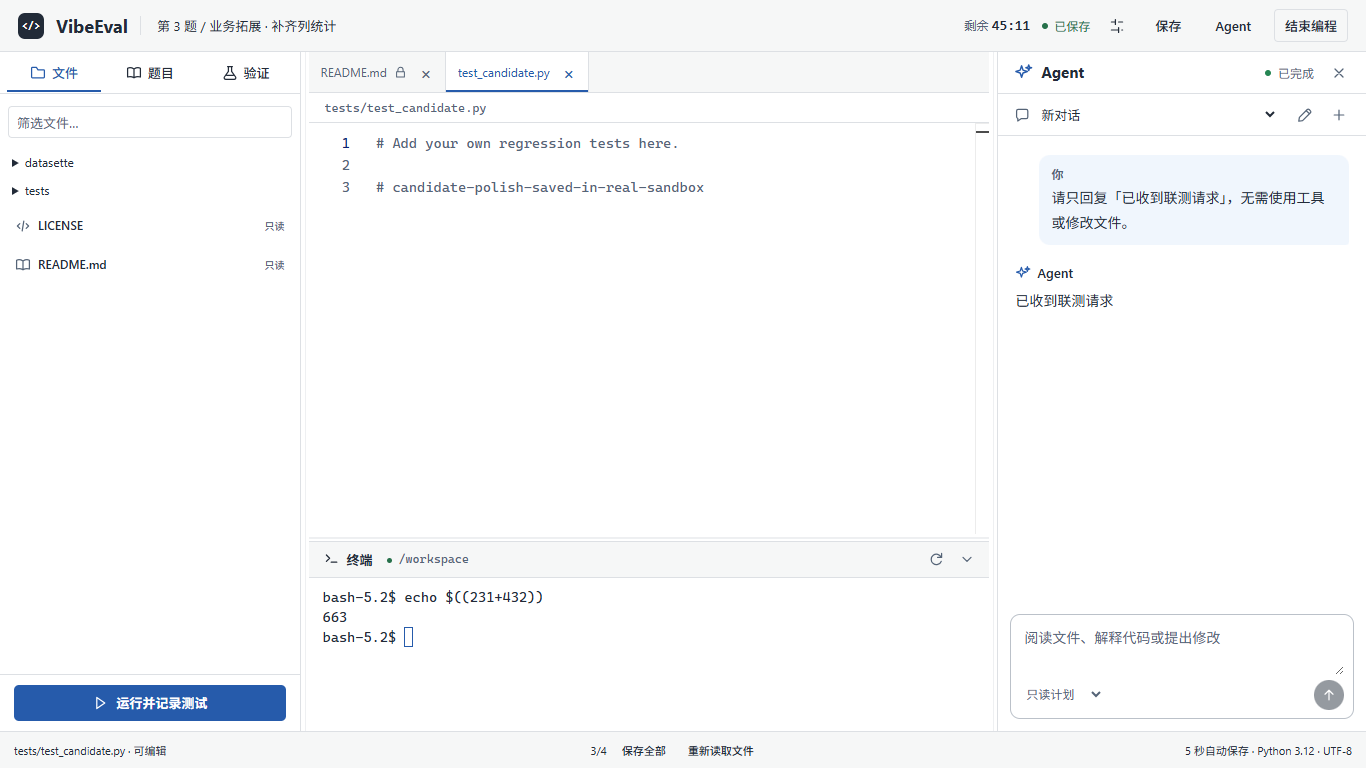 VibeEval
第 3 题 / 业务拓展 · 补齐列统计
剩余 45:11
已保存
保存
Agent
结束编程
文件
题目
验证
筛选文件...
datasette
tests
LICENSE
只读
README.md
只读
运行并记录测试
README.md
test_candidate.py
tests/test_candidate.py
1 # Add your own regression tests here.
2
3 # candidate-polish-saved-in-real-sandbox
终端
/workspace
bash-5.2$ echo $((231+432))
663
bash-5.2$
Agent
已完成
新对话
你
请只回复「已收到联测请求」，无需使用工具
或修改文件。
Agent
已收到联测请求
阅读文件、解释代码或提出修改
只读计划
tests/test_candidate.py · 可编辑
3/4
保存全部
重新读取文件
5 秒自动保存 · Python 3.12 · UTF-8